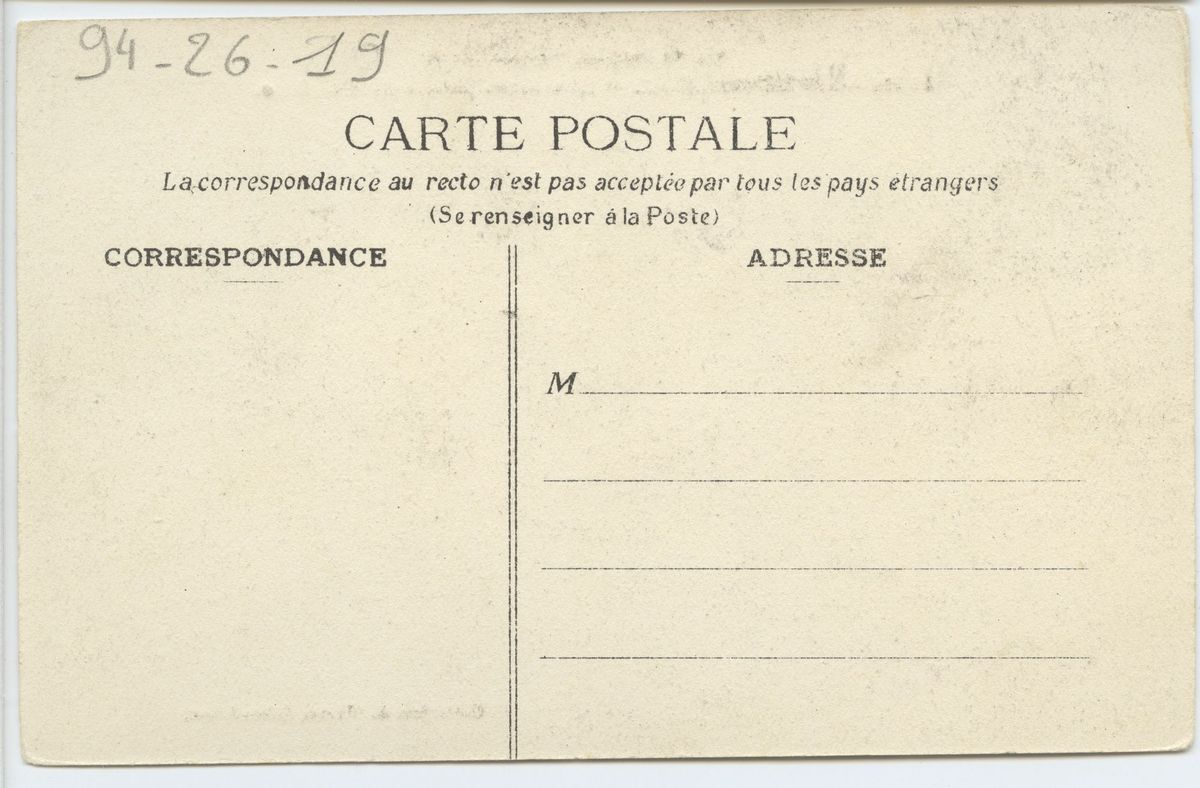 94-26-19
CARTE POSTALE
La correspondance au recto n'est pas acceptée par tous les pays etrangers
(Se renseigner á la Poste)
CORRESPONDANCE
ADRESSE
M